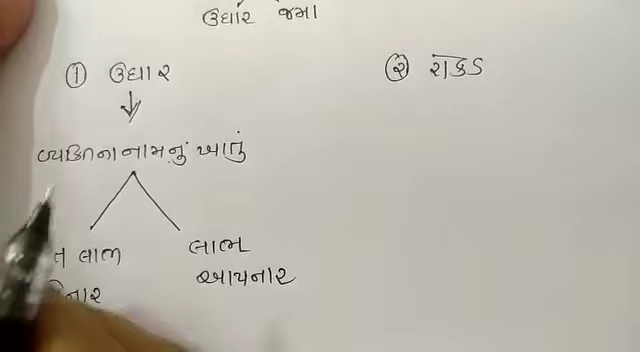 ઉધાર જમા
① ઉધાર
② રોકડ
વ્યક્તિના નામનું ખાતું
લાભ
લાભ
આપનાર
નાર